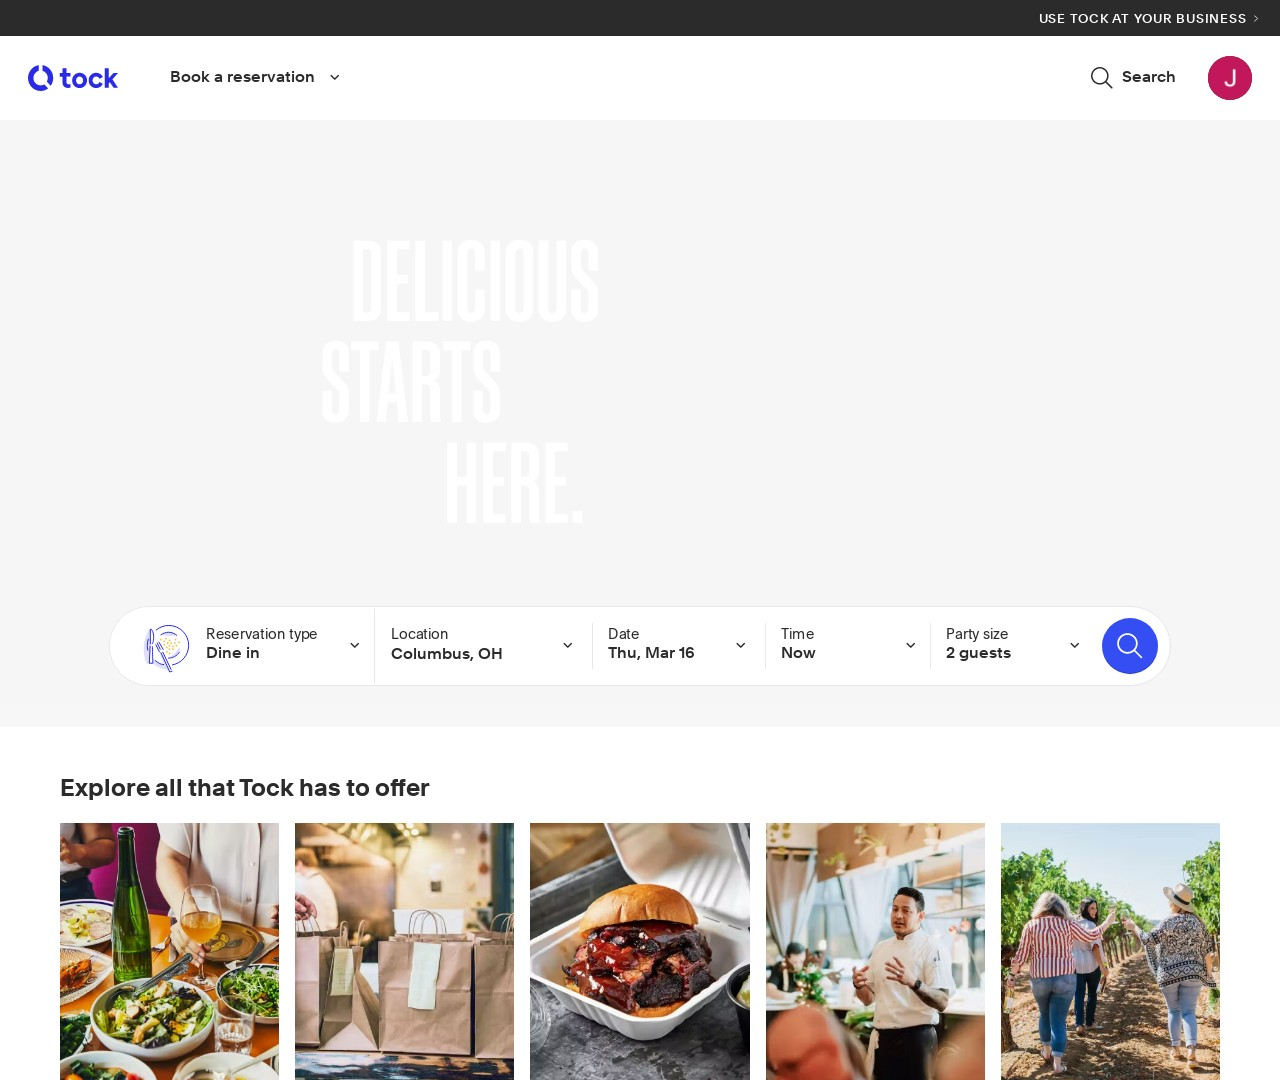 USE TOCK AT YOUR BUSINESS
tock
Book a reservation
Search
J
DELICIOUS
STARTS
HERE.
Reservation type
Dine in
Location
Columbus, OH
Date
Thu, Mar 16
Time
Now
Party size
2 guests
Explore all that Tock has to offer